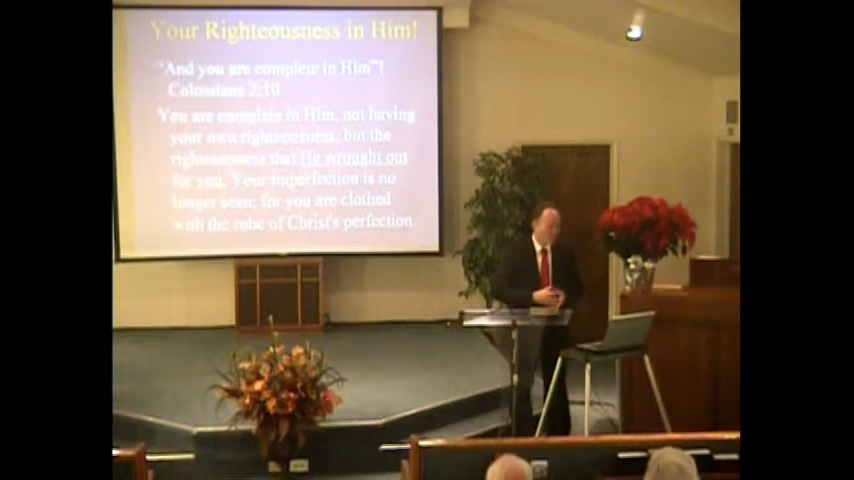 Your Righteousness in Him!
"And you are complete in Him"!
Colossians 2:10
You are complete in Him, not having
your own righteousness, but the
righteousness that He wrought out
for you. Your imperfection is no
longer seen; for you are clothed
with the robe of Christ's perfection.